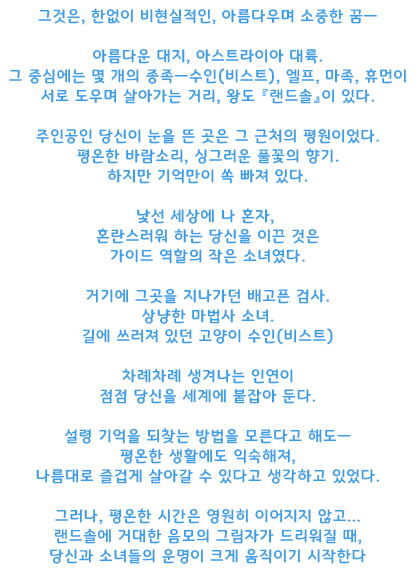 그것은, 한없이 비현실적인, 아름다우며 소중한 꿈ㅡ
아름다운 대지, 아스트라이아 대륙.
그 중심에는 몇 개의 종족ㅡ수인(비스트), 엘프, 마족, 휴먼이
서로 도우며 살아가는 거리, 왕도 『랜드솔』이 있다.
주인공인 당신이 눈을 뜬 곳은 그 근처의 평원이었다.
평온한 바람소리, 싱그러운 풀꽃의 향기.
하지만 기억만이 쏙 빠져 있다.
낯선 세상에 나 혼자,
혼란스러워 하는 당신을 이끈 것은
가이드 역할의 작은 소녀였다.
거기에 그곳을 지나가던 배고픈 검사.
상냥한 마법사 소녀.
길에 쓰러져 있던 고양이 수인(비스트)
차례차례 생겨나는 인연이
점점 당신을 세계에 붙잡아 둔다.
설령 기억을 되찾는 방법을 모른다고 해도ㅡ
평온한 생활에도 익숙해져,
나름대로 즐겁게 살아갈 수 있다고 생각하고 있었다.
그러나, 평온한 시간은 영원히 이어지지 않고...
랜드솔에 거대한 음모의 그림자가 드리워질 때,
당신과 소녀들의 운명이 크게 움직이기 시작한다